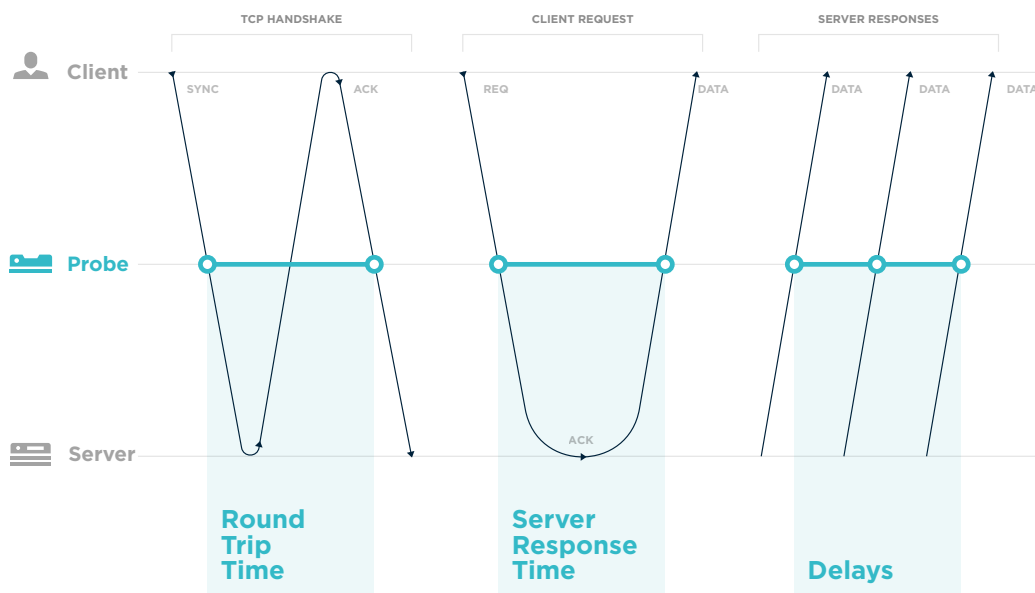 TCP HANDSHAKE
CLIENT REQUEST
SERVER RESPONSES
Client
SYNC
ACK
REQ
DATA
DATA
DATA
DATA
Probe
ACK
Server
Round
Trip
Time
Server
Response
Time
Delays